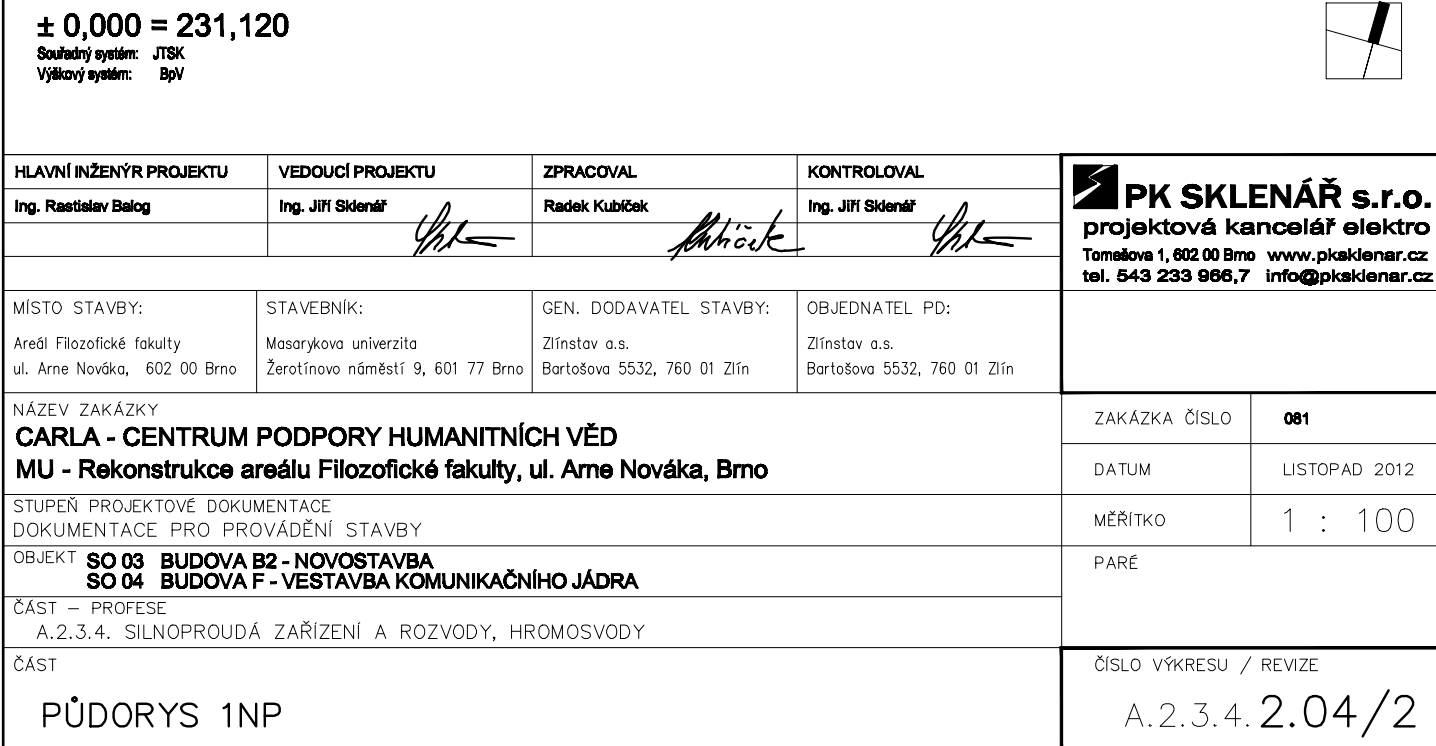 ± 0,000 = 231,120
Souřadný systém: JTSK
Výškový systém: BpV
HLAVNÍ INŽENÝR PROJEKTU
VEDOUCÍ PROJEKTU
ZPRACOVAL
KONTROLOVAL
Ing. Rastislav Balog
Ing. Jiří Sklenář
Radek Kubíček
Ing. Jiří Sklenář
Kubíček
PK SKLENÁŘ s.r.o.
projektová kancelář elektro
Tomešova 1, 602 00 Brno www.pksklenar.cz
tel. 543 233 966,7 info@pksklenar.cz
MÍSTO STAVBY:
Areál Filozofické fakulty
ul. Arne Nováka, 602 00 Brno
STAVEBNÍK:
Masarykova univerzita
Žerotínovo náměstí 9, 601 77 Brno
GEN. DODAVATEL STAVBY:
Zlínstav a.s.
Bartošova 5532, 760 01 Zlín
OBJEDNATEL PD:
Zlínstav a.s.
Bartošova 5532, 760 01 Zlín
NÁZEV ZAKÁZKY
CARLA - CENTRUM PODPORY HUMANITNÍCH VĚD
MU - Rekonstrukce areálu Filozofické fakulty, ul. Arne Nováka, Brno
ZAKÁZKA ČÍSLO 081
DATUM LISTOPAD 2012
STUPEŇ PROJEKTOVÉ DOKUMENTACE
DOKUMENTACE PRO PROVÁDĚNÍ STAVBY
MĚŘÍTKO 1 : 100
OBJEKT SO 03 BUDOVA B2 - NOVOSTAVBA
SO 04 BUDOVA F - VESTAVBA KOMUNIKAČNÍHO JÁDRA
PARÉ
ČÁST – PROFESE
A.2.3.4. SILNOPROUDÁ ZAŘÍZENÍ A ROZVODY, HROMOSVODY
ČÁST
PŮDORYS 1NP
ČÍSLO VÝKRESU / REVIZE
A.2.3.4. 2.04/2